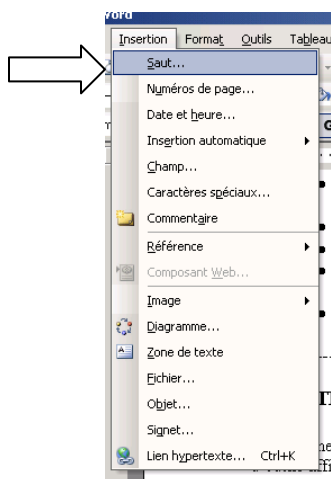 Word
Insertion Format Outils Tableau
Saut...
Numéros de page...
Date et heure...
Insertion automatique
Champ...
Caractères spéciaux...
Commentaire
Référence
Composant Web...
Image
Diagramme...
Zone de texte
Fichier...
Objet...
Signet...
Lien hypertexte... Ctrl+K